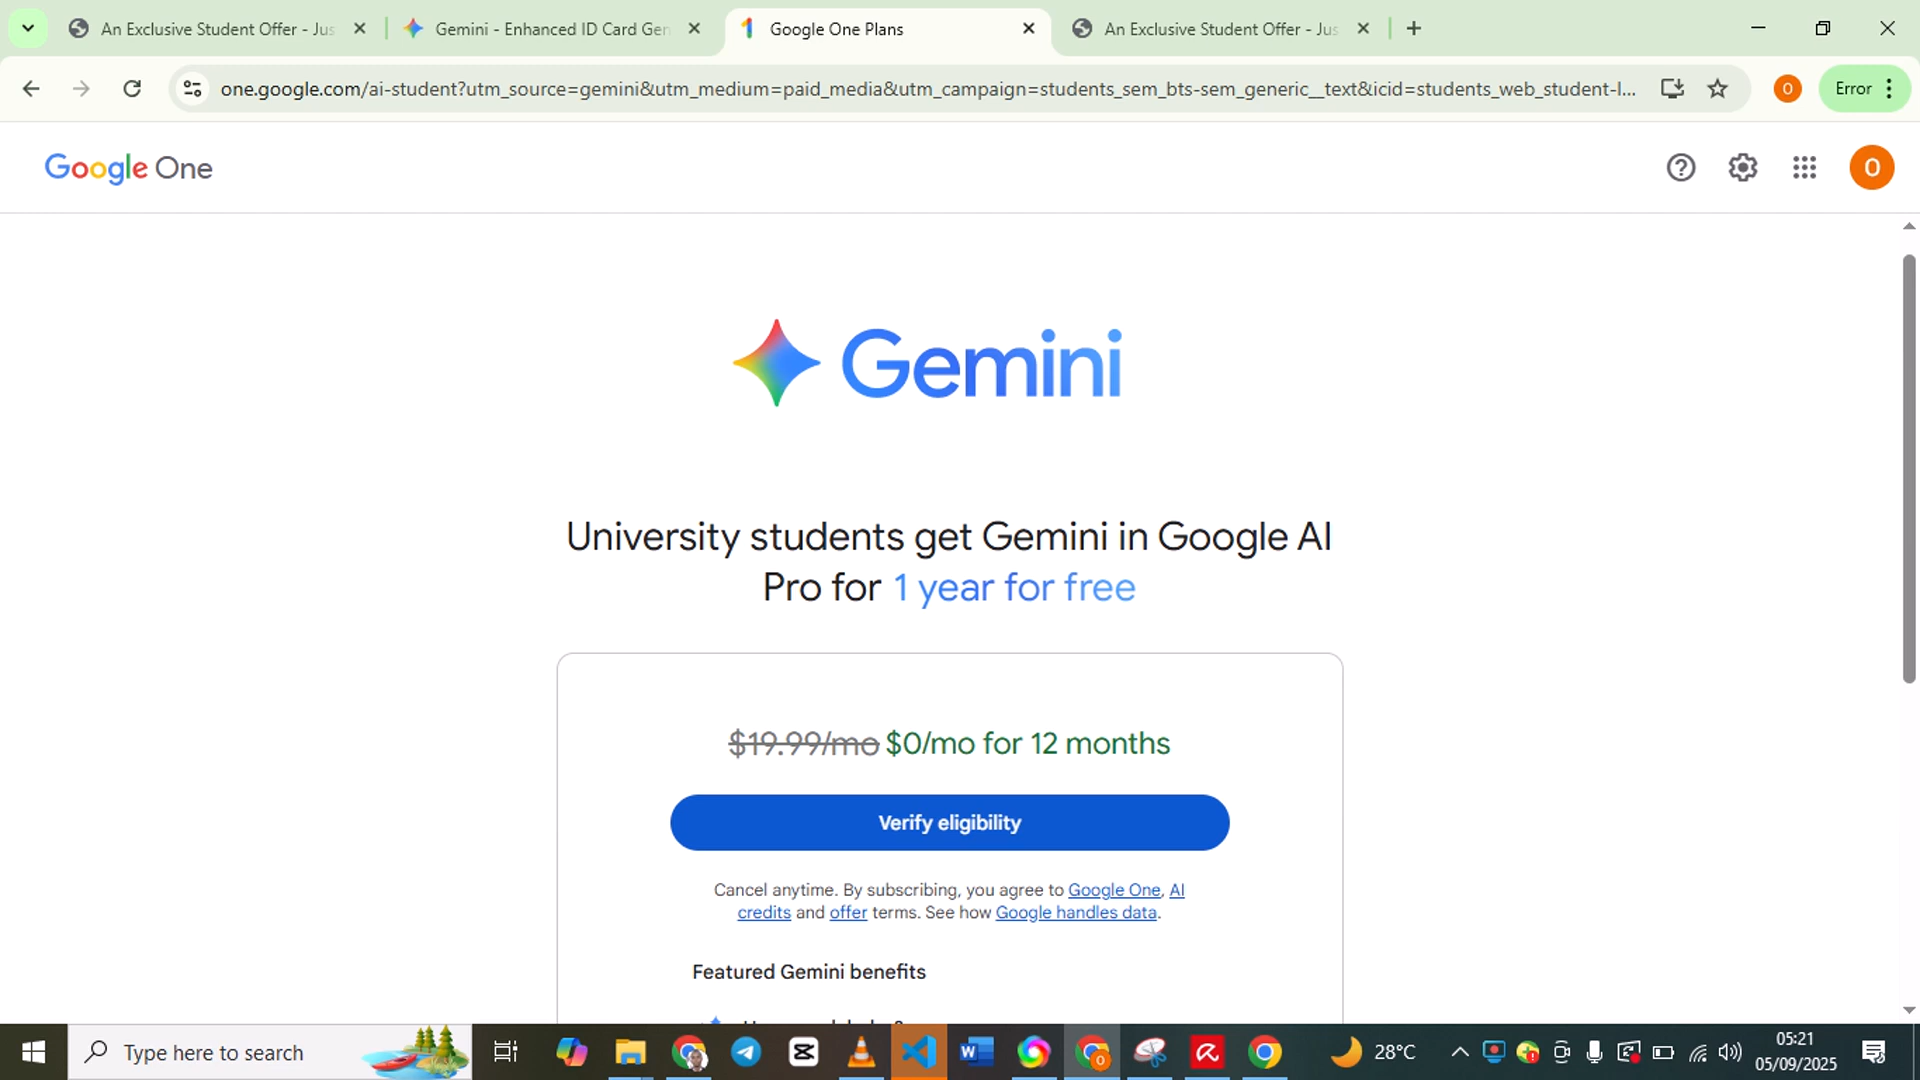 An Exclusive Student Offer - Jus
Gemini - Enhanced ID Card Gen
Google One Plans
An Exclusive Student Offer - Jus
one.google.com/ai-student?utm_source=gemini&utm_medium=paid_media&utm_campaign=students_sem_bts-sem_generic__text&icid=students_web_student-l...
O
Error
Google One
O
Gemini
University students get Gemini in Google AI
Pro for 1 year for free
$19.99/mo $0/mo for 12 months
Verify eligibility
Cancel anytime. By subscribing, you agree to Google One, AI
credits and offer terms. See how Google handles data.
Featured Gemini benefits
Type here to search
28°C
05:21
05/09/2025